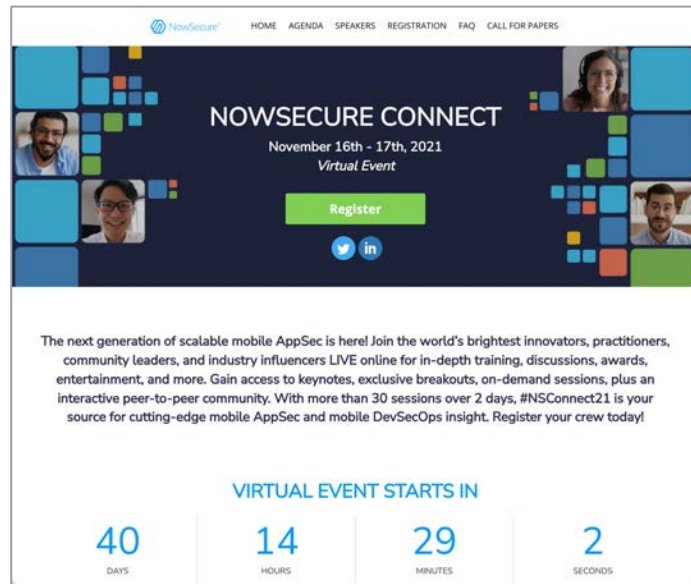 NowSecure™ HOME AGENDA SPEAKERS REGISTRATION FAQ CALL FOR PAPERS
NOWSECURE CONNECT
November 16th - 17th, 2021
Virtual Event
Register
in
The next generation of scalable mobile AppSec is here! Join the world's brightest innovators, practitioners,
community leaders, and industry influencers LIVE online for in-depth training, discussions, awards,
entertainment, and more. Gain access to keynotes, exclusive breakouts, on-demand sessions, plus an
interactive peer-to-peer community. With more than 30 sessions over 2 days, #NSConnect21 is your
source for cutting-edge mobile AppSec and mobile DevSecOps insight. Register your crew today!
VIRTUAL EVENT STARTS IN
40 14 29 2
DAYS HOURS MINUTES SECONDS